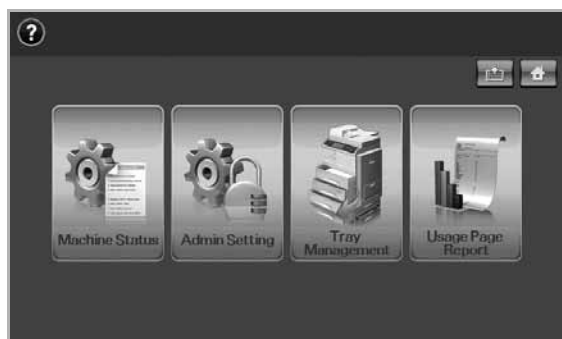 ?
Machine Status
Admin Setting
Tray
Management
Usage Page
Report